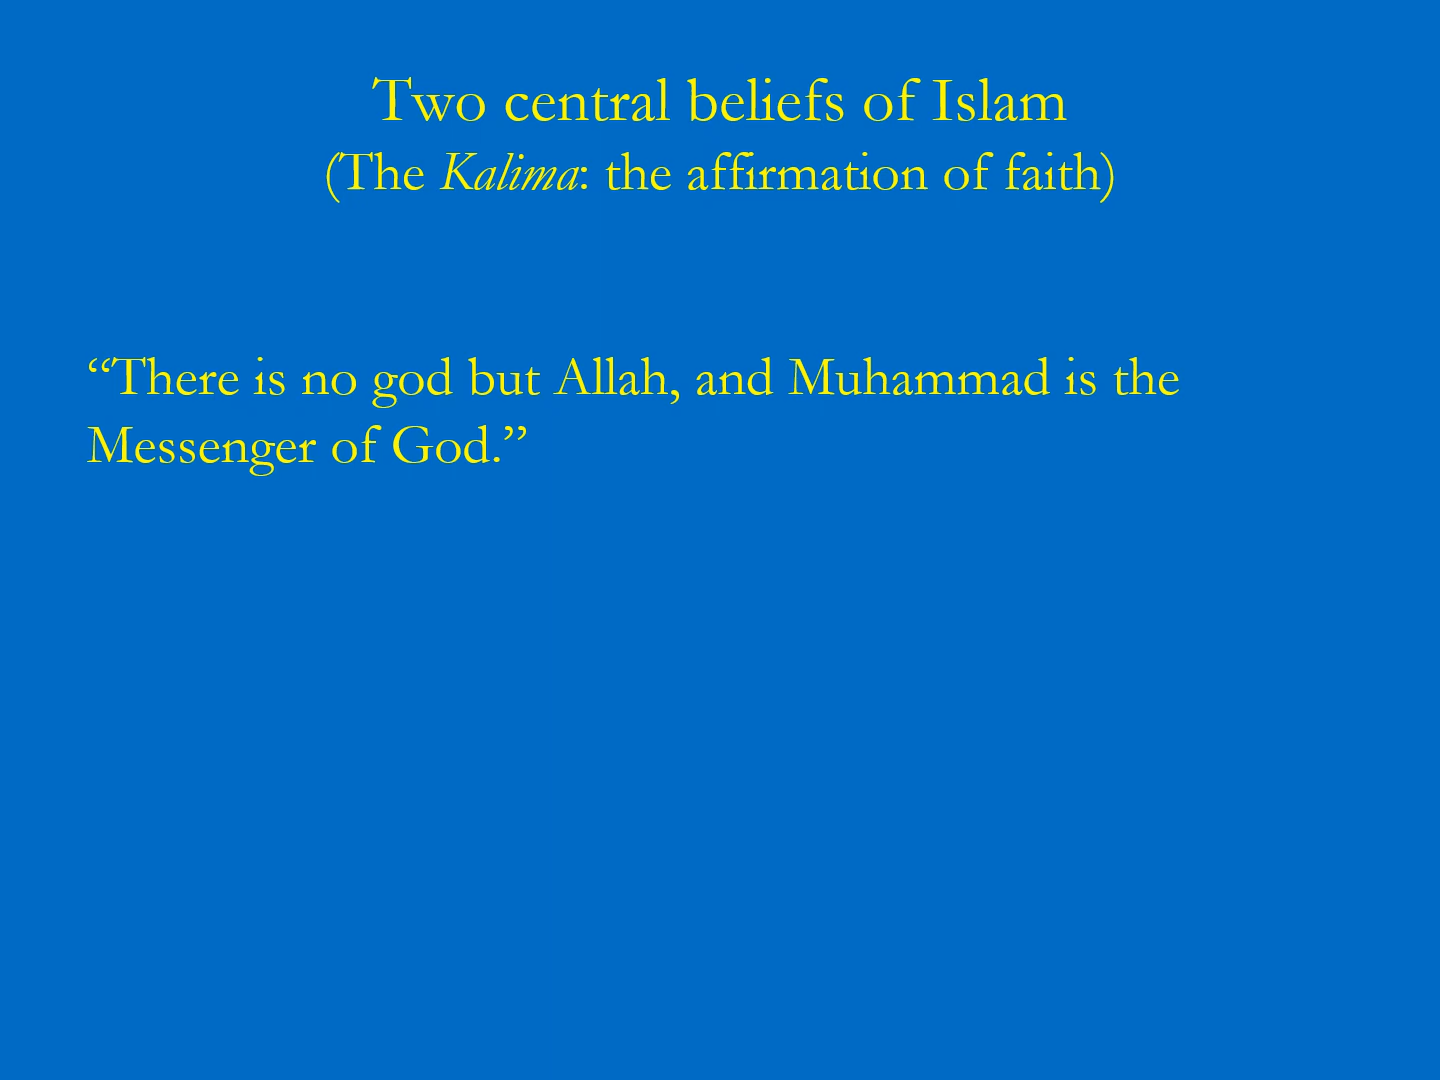 Two central beliefs of Islam
(The Kalima: the affirmation of faith)
“There is no god but Allah, and Muhammad is the
Messenger of God.”